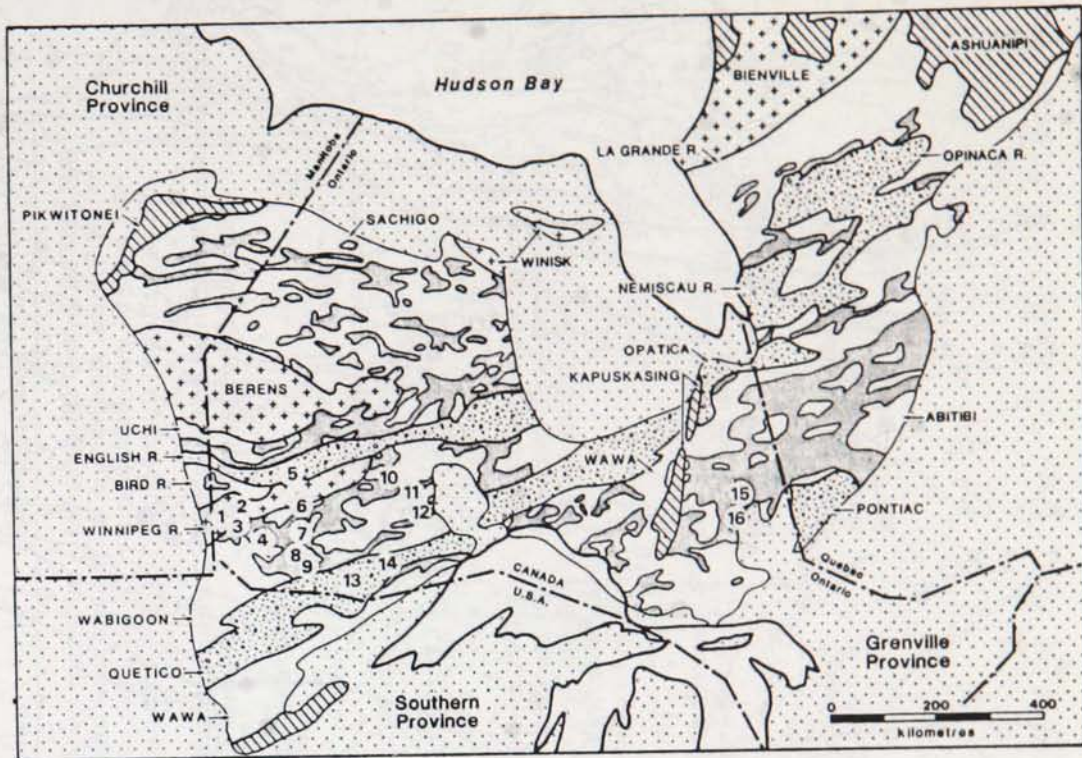 Churchill
Province
Hudson Bay
ASHUANIPI
BIENVILLE
Manitoba
Ontario
LA GRANDE R.
OPINACA R.
PIKWITONEI
SACHIGO
WINISK
NEMISCAU R.
OPATICA
KAPUSKASING
BERENS
ABITIBI
UCHI
ENGLISH R.
WAWA
BIRD R.
5
10
11
15
1
2
6
12
16
PONTIAC
WINNIPEG R.
3
4
7
8
9
13
14
CANADA
U.S.A.
Quebec
Ontario
WABIGOON
QUETICO
Grenville
Province
WAWA
Southern
Province
0 200 400
kilometres